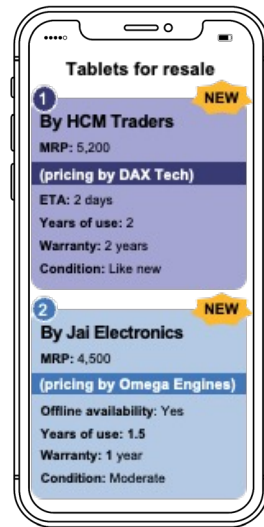 Tablets for resale
1
NEW
By HCM Traders
MRP: 5,200
(pricing by DAX Tech)
ETA: 2 days
Years of use: 2
Warranty: 2 years
Condition: Like new
2
NEW
By Jai Electronics
MRP: 4,500
(pricing by Omega Engines)
Offline availability: Yes
Years of use: 1.5
Warranty: 1 year
Condition: Moderate